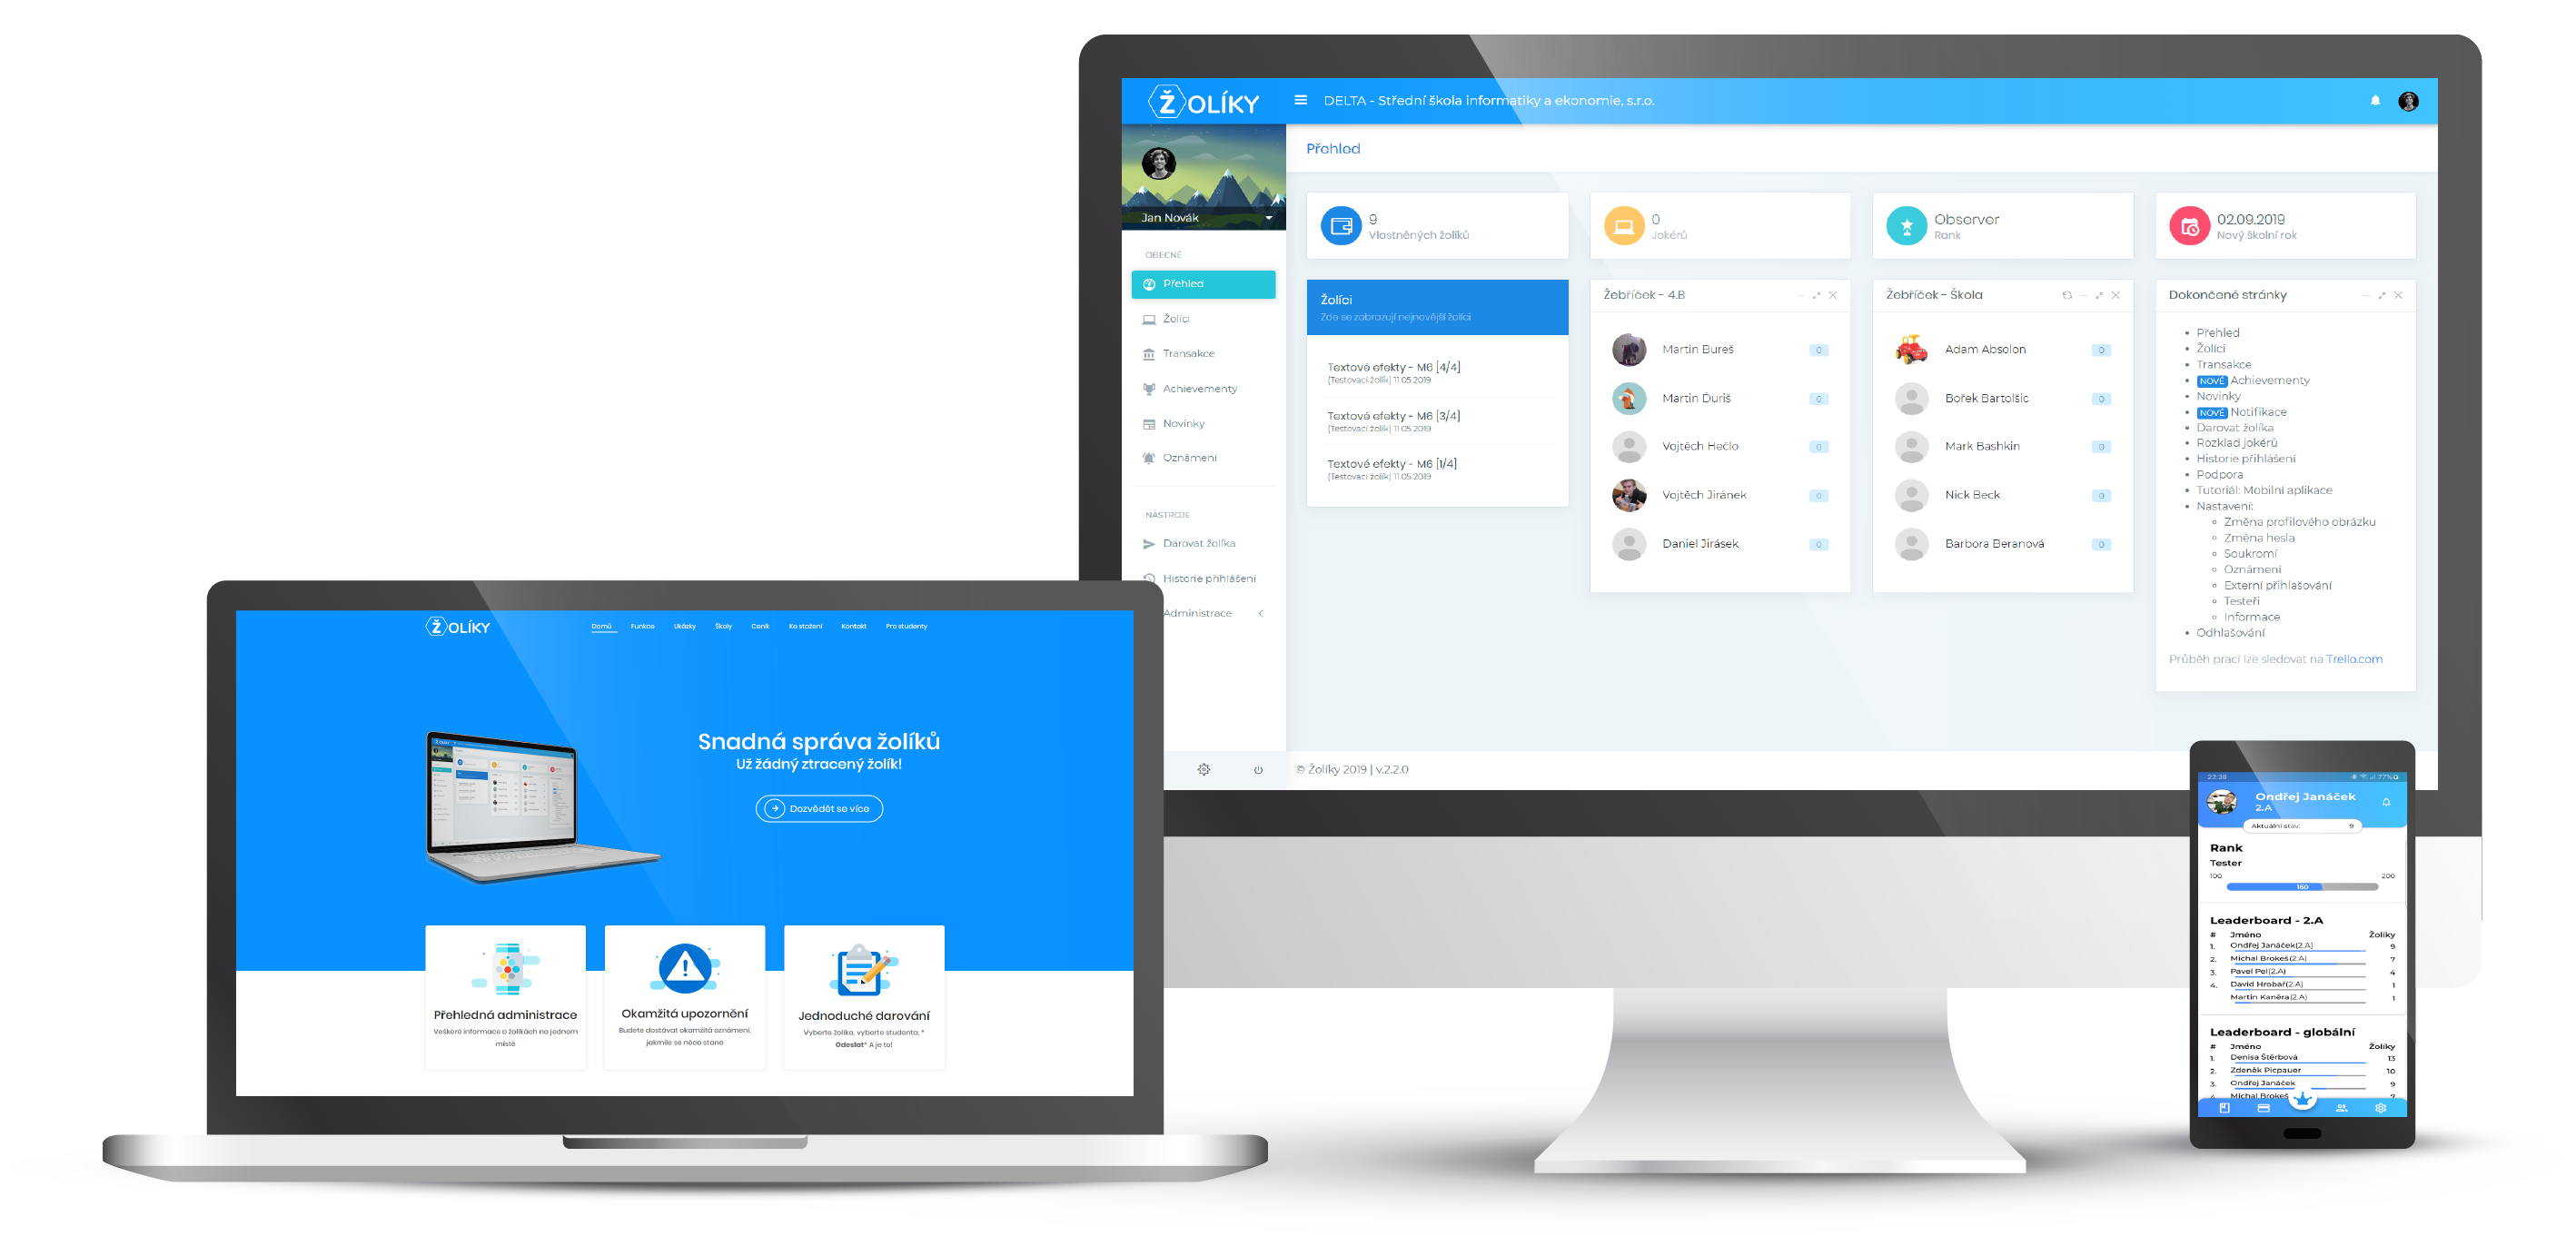 ŽOLÍKY
DELTA - Střední škola informatiky a ekonomie, s.r.o.
Jan Novák
OBECNÉ
Přehled
Žolíci
Transakce
Achievementy
Novinky
Oznámení
NÁSTROJE
Darovat žolíka
Historie přihlášení
Administrace
Přehled
9
Vlastněných žolíků
0
Jokérů
Observer
Rank
02.09.2019
Nový školní rok
Žolíci
Zde se zobrazují nejnovější žolíci
Textové efekty - M6 [4/4]
(Testovací žolík) 11.05.2019
Textové efekty - M6 [3/4]
(Testovací žolík) 11.05.2019
Textové efekty - M6 [1/4]
(Testovací žolík) 11.05.2019
Žebříček - 4.B
Martin Bureš 0
Martin Ďuriš 0
Vojtěch Hečlo 0
Vojtěch Jiránek 0
Daniel Jirásek 0
Žebříček - Škola
Adam Absolon 0
Bořek Bartolšic 0
Mark Bashkin 0
Nick Beck 0
Barbora Beranová 0
Dokončené stránky
Přehled
Žolíci
Transakce
NOVÉ Achievementy
Novinky
NOVÉ Notifikace
Darovat žolíka
Rozklad jokérů
Historie přihlášení
Podpora
Tutoriál: Mobilní aplikace
Nastavení:
Změna profilového obrázku
Změna hesla
Soukromí
Oznámení
Externí přihlašování
Testeři
Informace
Odhlašování
Průběh prací lze sledovat na Trello.com
© Žolíky 2019 | v.2.2.0
ŽOLÍKY
Domů Funkce Ukázky Školy Ceník Ke stažení Kontakt Pro studenty
Snadná správa žolíků
Už žádný ztracený žolík!
Dozvědět se více
Přehledná administrace
Veškeré informace o žolíkách na jednom
místě
Okamžitá upozornění
Budete dostávat okamžitá oznámení,
jakmile se něco stane
Jednoduché darování
Vyberte žolíka, vyberte studenta, "
Odeslat" A je to!
22:38 77%
Ondřej Janáček
2.A
Aktuální stav: 9
Rank
Tester
100 200
160
Leaderboard - 2.A
# Jméno Žolíky
1. Ondřej Janáček(2.A) 9
2. Michal Brokeš(2.A) 7
3. Pavel Pel(2.A) 4
4. David Hrobař(2.A) 1
Martin Kaněra(2.A) 1
Leaderboard - globální
# Jméno Žolíky
1. Denisa Štěrbová 13
2. Zdeněk Picpauer 10
3. Ondřej Janáček 9
4. Michal Brokeš 7